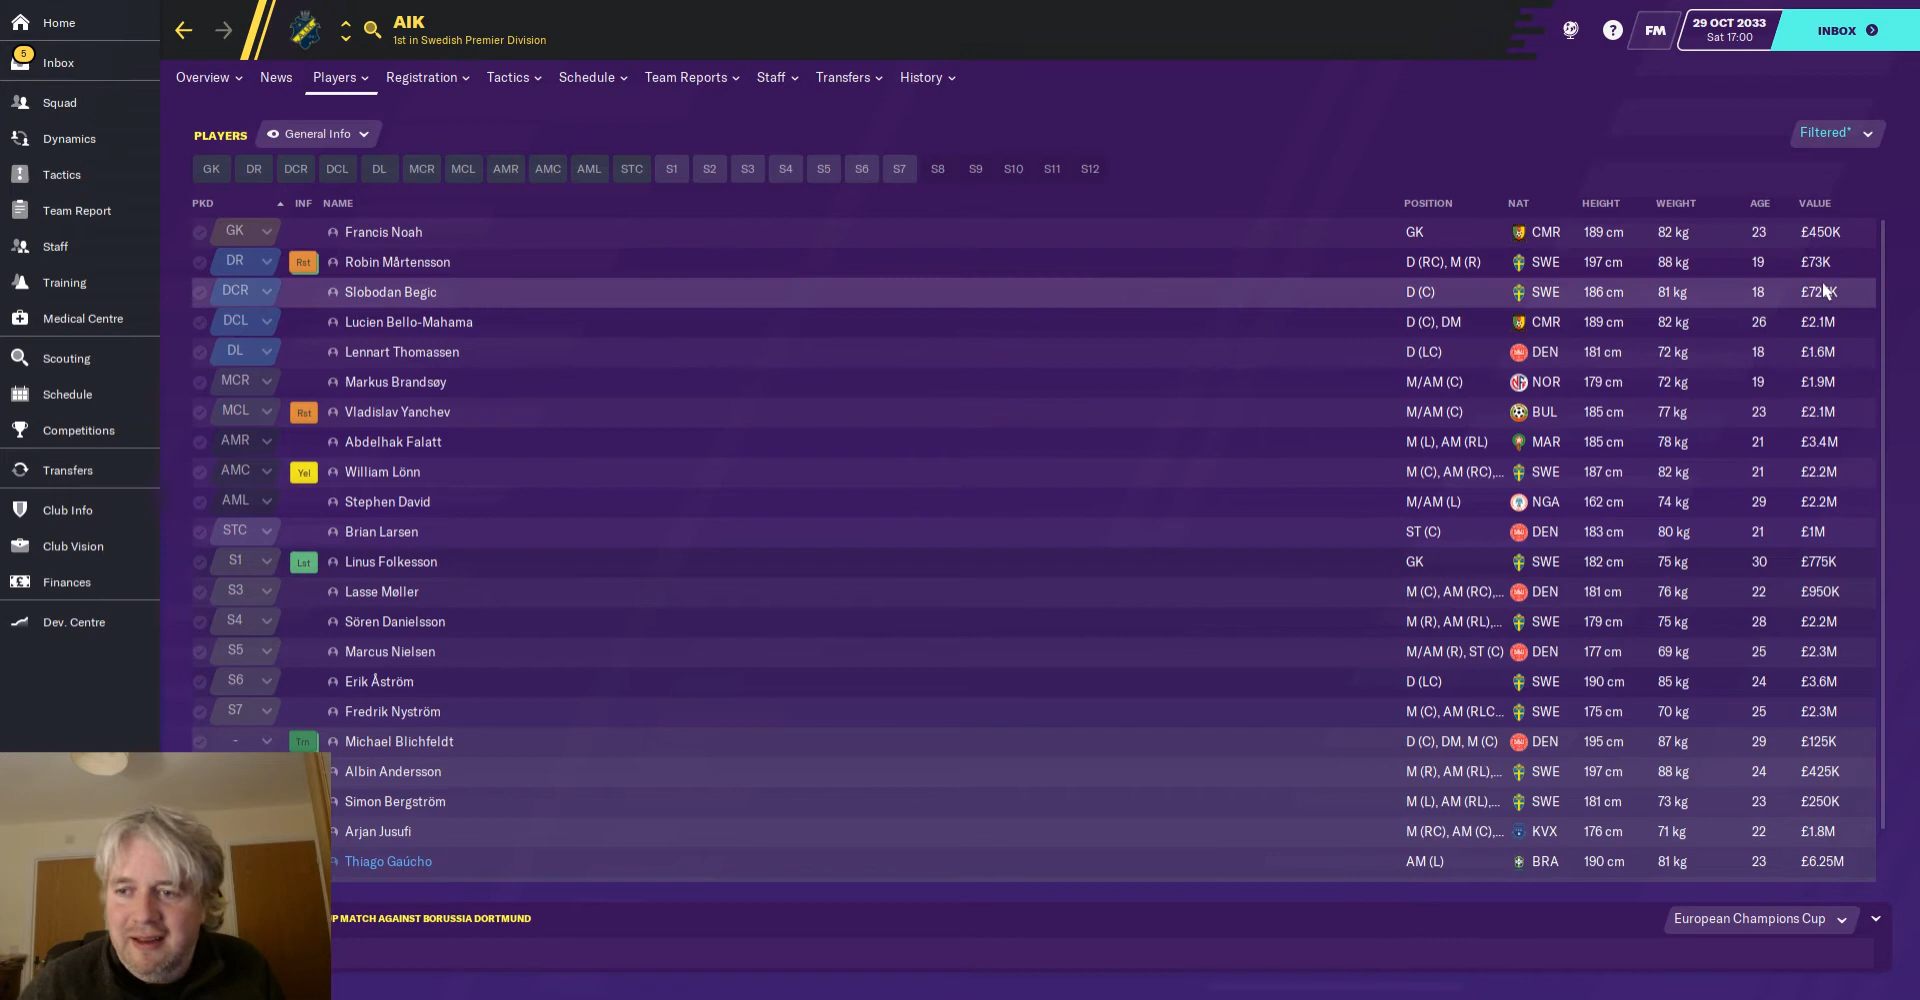 Home
5
Inbox
Squad
Dynamics
Tactics
Team Report
Staff
Training
Medical Centre
Scouting
Schedule
Competitions
Transfers
Club Info
Club Vision
Finances
Dev. Centre
AIK
1st in Swedish Premier Division
?
FM
29 OCT 2033
Sat 17:00
INBOX
Overview News Players Registration Tactics Schedule Team Reports Staff Transfers History
PLAYERS General Info
Filtered*
GK DR DCR DCL DL MCR MCL AMR AMC AML STC S1 S2 S3 S4 S5 S6 S7 S8 S9 S10 S11 S12
PKD INF NAME POSITION NAT HEIGHT WEIGHT AGE VALUE
GK Francis Noah GK CMR 189 cm 82 kg 23 £450K
DR Rst Robin Mårtensson D (RC), M (R) SWE 197 cm 88 kg 19 £73K
DCR Slobodan Begic D (C) SWE 186 cm 81 kg 18
DCL Lucien Bello-Mahama D (C), DM CMR 189 cm 82 kg 26 £2.1M
DL Lennart Thomassen D (LC) DEN 181 cm 72 kg 18 £1.6M
MCR Markus Brandsøy M/AM (C) NOR 179 cm 72 kg 19 £1.9M
MCL Rst Vladislav Yanchev M/AM (C) BUL 185 cm 77 kg 23 £2.1M
AMR Abdelhak Falatt M (L), AM (RL) MAR 185 cm 78 kg 21 £3.4M
AMC Yel William Lönn M (C), AM (RC),... SWE 187 cm 82 kg 21 £2.2M
AML Stephen David M/AM (L) NGA 162 cm 74 kg 29 £2.2M
STC Brian Larsen ST (C) DEN 183 cm 80 kg 21 £1M
S1 Lst Linus Folkesson GK SWE 182 cm 75 kg 30 £775K
S3 Lasse Møller M (C), AM (RC),... DEN 181 cm 76 kg 22 £950K
S4 Sören Danielsson M (R), AM (RL),... SWE 179 cm 75 kg 28 £2.2M
S5 Marcus Nielsen M/AM (R), ST (C) DEN 177 cm 69 kg 25 £2.3M
S6 Erik Åström D (LC) SWE 190 cm 85 kg 24 £3.6M
S7 Fredrik Nyström M (C), AM (RLC... SWE 175 cm 70 kg 25 £2.3M
- Trn Michael Blichfeldt D (C), DM, M (C) DEN 195 cm 87 kg 29 £125K
Albin Andersson M (R), AM (RL),... SWE 197 cm 88 kg 24 £425K
Simon Bergström M (L), AM (RL),... SWE 181 cm 73 kg 23 £250K
Arjan Jusufi M (RC), AM (C),... KVX 176 cm 71 kg 22 £1.8M
Thiago Gaúcho AM (L) BRA 190 cm 81 kg 23 £6.25M
MATCH AGAINST BORUSSIA DORTMUND
European Champions Cup